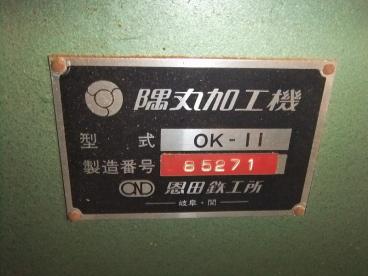 隅丸加工機
型 式 OK-11
製造番号 85271
OND 恩田鉄工所
岐阜・関